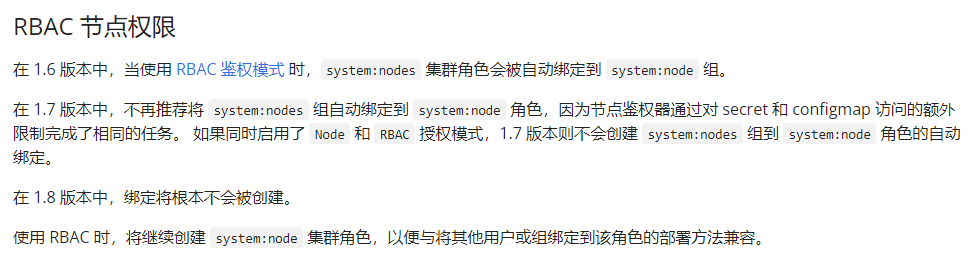 RBAC 节点权限
在 1.6 版本中，当使用 RBAC 鉴权模式 时，system:nodes 集群角色会被自动绑定到 system:node 组。
在 1.7 版本中，不再推荐将 system:nodes 组自动绑定到 system:node 角色，因为节点鉴权器通过对 secret 和 configmap 访问的额外
限制完成了相同的任务。 如果同时启用了 Node 和 RBAC 授权模式，1.7 版本则不会创建 system:nodes 组到 system:node 角色的自动
绑定。
在 1.8 版本中，绑定将根本不会被创建。
使用 RBAC 时，将继续创建 system:node 集群角色，以便与将其他用户或组绑定到该角色的部署方法兼容。